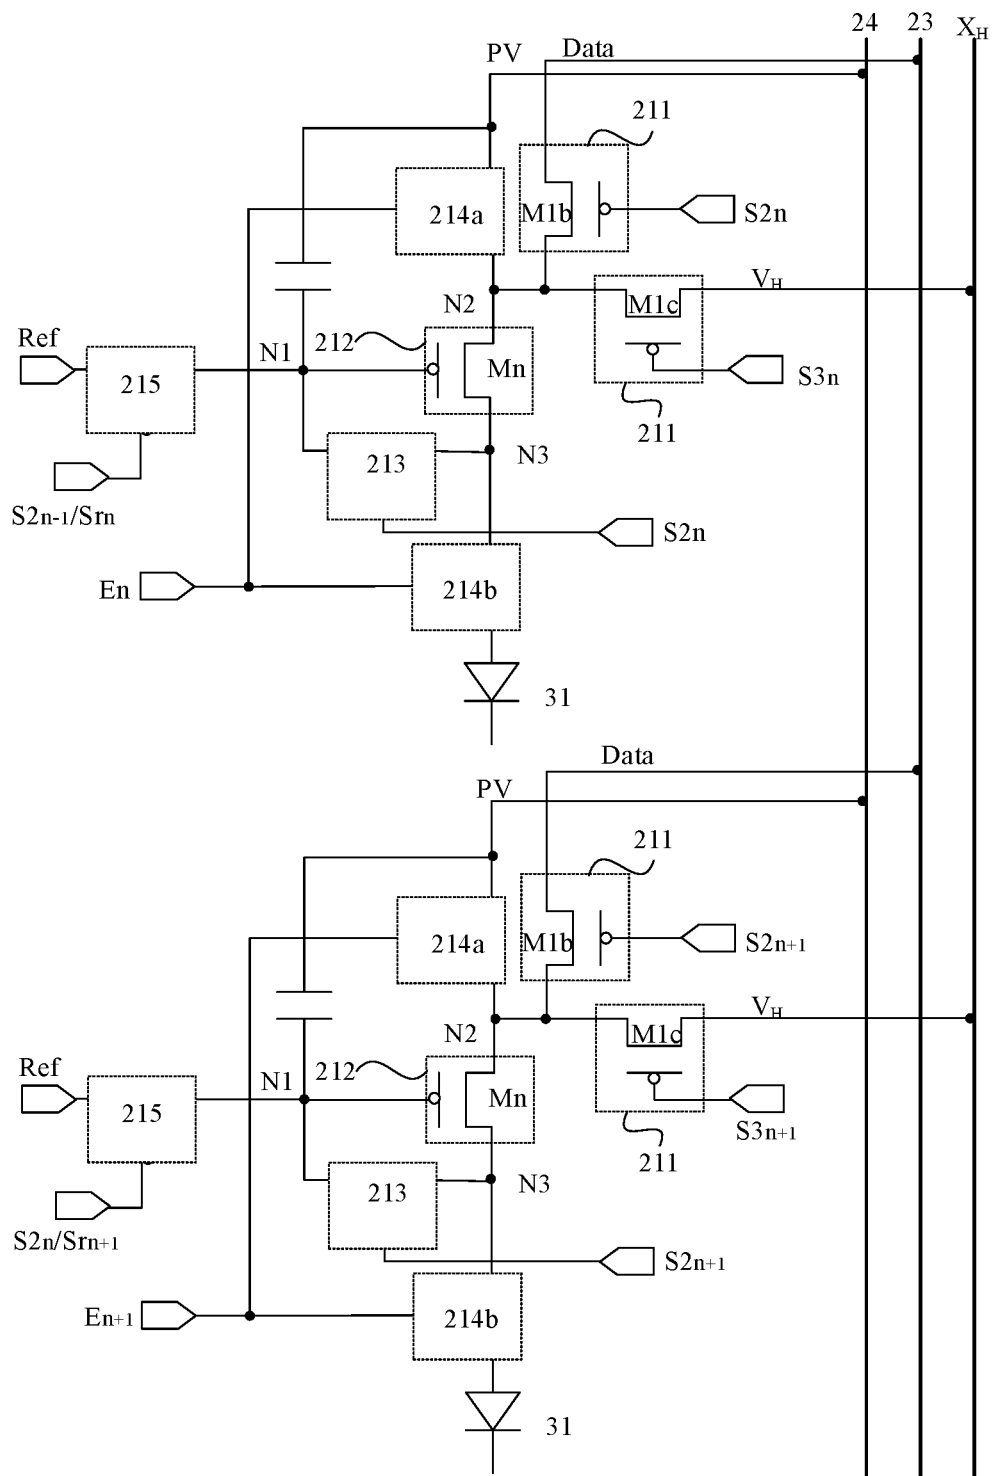 24 23 X_H
PV Data
211
214a M1b S2n
N2 V_H
M1c
Ref N1 212 Mn S3n
215
211
213 N3
S2n-1/Srn
S2n
En 214b
31
Data
PV
211
214a M1b S2n+1
N2 V_H
M1c
Ref N1 212 Mn
215 S3n+1
211
213 N3
S2n/Srn+1
S2n+1
En+1 214b
31